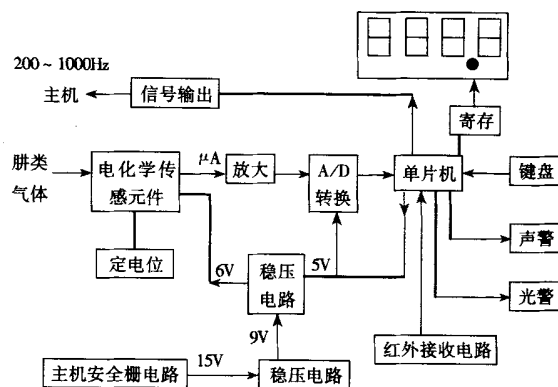 200~1000Hz
主机
信号输出
寄存
肼类
气体
电化学传
感元件
μA
放大
A/D
转换
单片机
键盘
定电位
6V
稳压
电路
5V
声警
光警
9V
红外接收电路
主机安全栅电路
15V
稳压电路